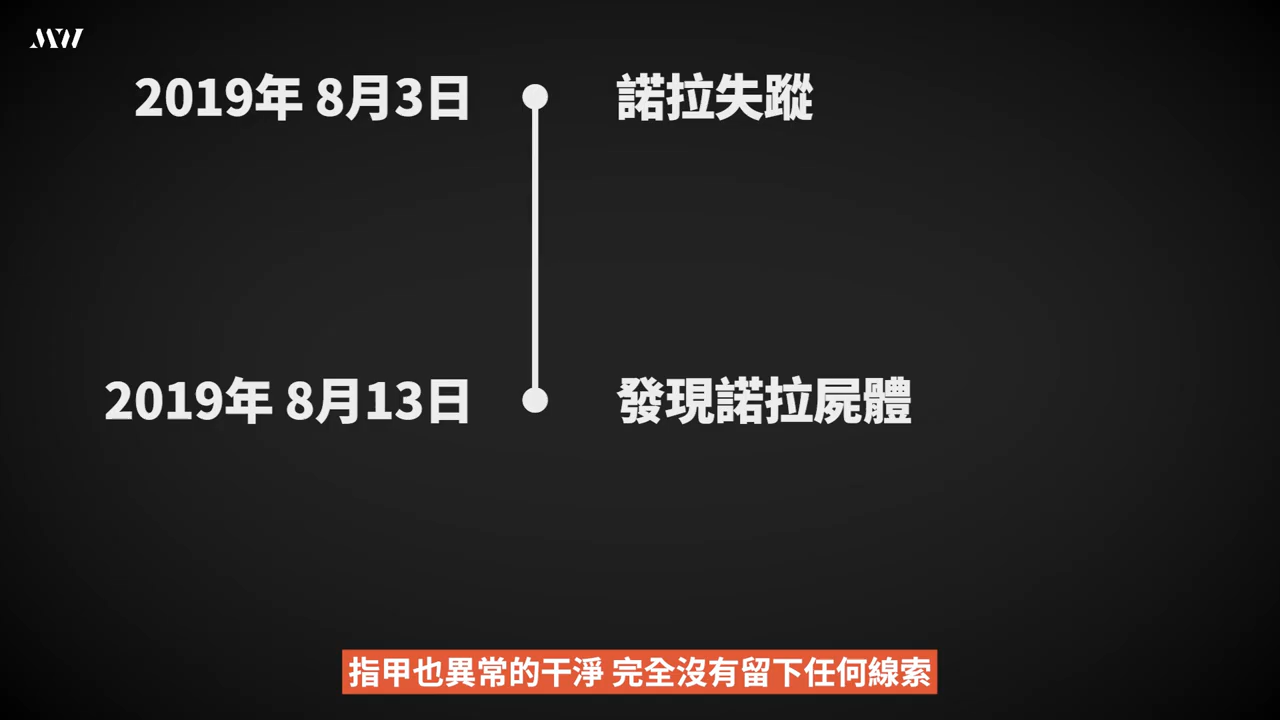 MW
2019年 8月3日
諾拉失蹤
2019年 8月13日
發現諾拉屍體
指甲也異常的干淨 完全沒有留下任何線索